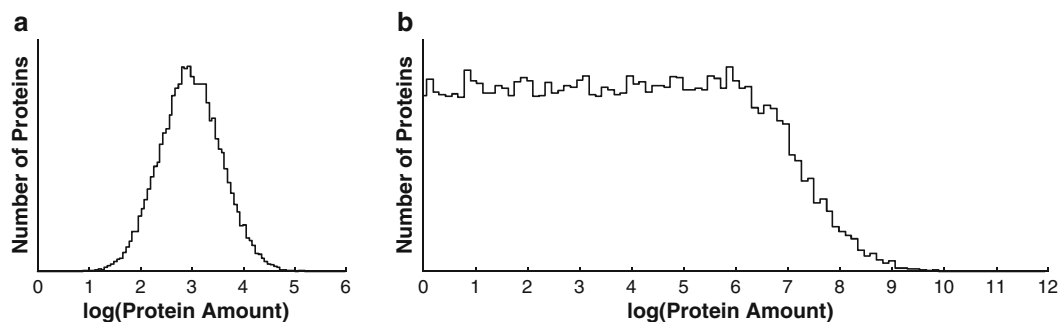 a
Number of Proteins
0 1 2 3 4 5 6
log(Protein Amount)
b
Number of Proteins
0 1 2 3 4 5 6 7 8 9 10 11 12
log(Protein Amount)